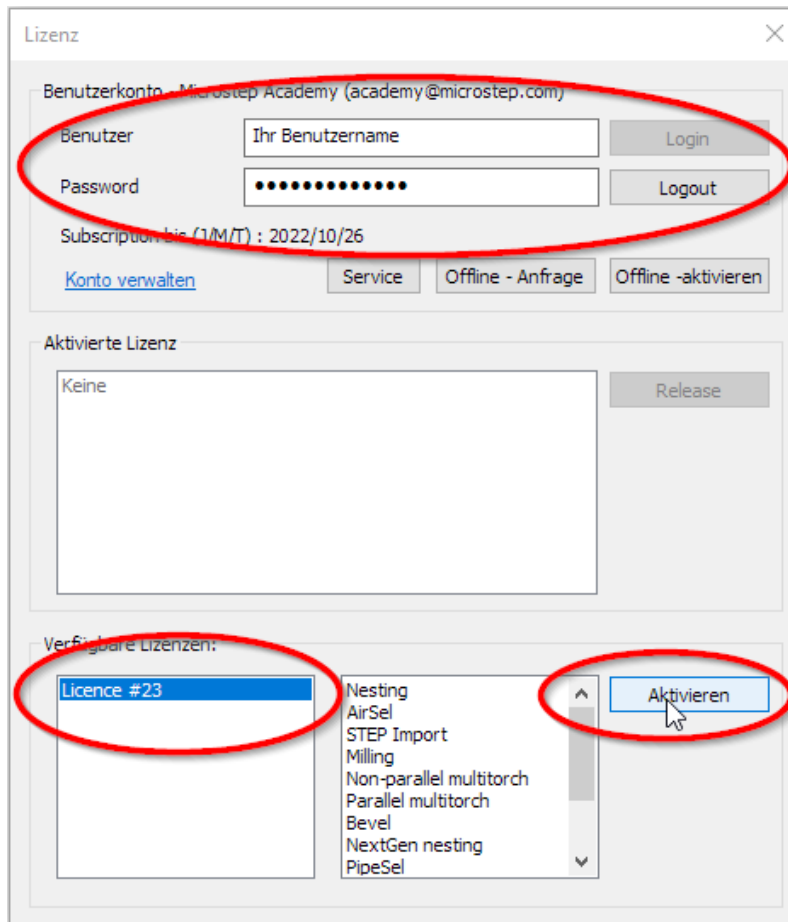 Lizenz
Benutzerkonto - Microstep Academy (academy@microstep.com)
Benutzer
Ihr Benutzername
Login
Password
•••••••••••••
Logout
Subscription bis (J/M/T) : 2022/10/26
Konto verwalten
Service
Offline - Anfrage
Offline -aktivieren
Aktivierte Lizenz
Keine
Release
Verfügbare Lizenzen:
Licence #23
Nesting
AirSel
STEP Import
Milling
Non-parallel multitorch
Parallel multitorch
Bevel
NextGen nesting
PipeSel
Aktivieren